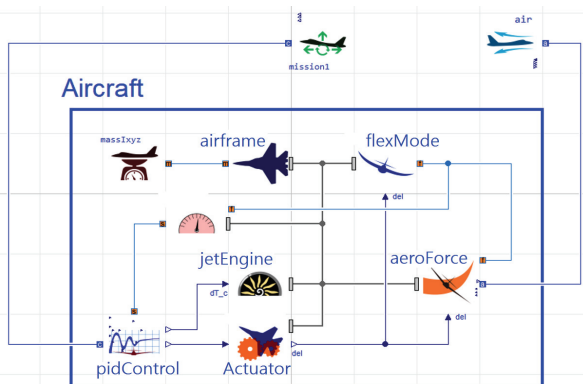 air
a
c
a
mission1
Aircraft
massIxyz
airframe
flexMode
m
m
f
del
f
s
jetEngine
aeroForce
f
a
dT_c
s
del
c
del
pidControl
Actuator